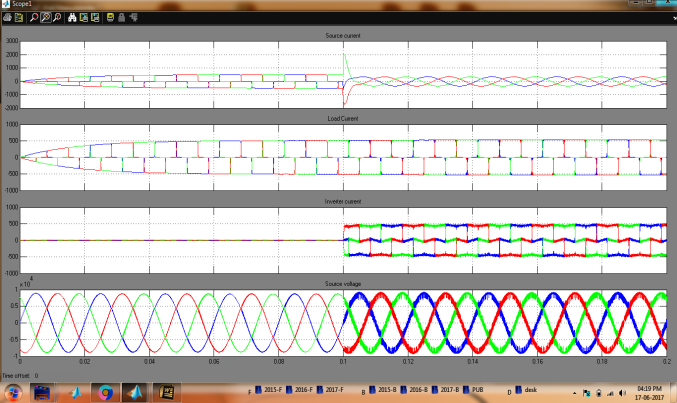 Scope1
Source current
3000
2000
1000
0
-1000
-2000
Load Current
1000
500
0
-500
-1000
Inverter current
1000
500
0
-500
-1000
x 10^4
Source voltage
1
0.5
0
-0.5
-1
0 0.02 0.04 0.06 0.08 0.1 0.12 0.14 0.16 0.18 0.2
Time offset: 0
F 2015-F 2016-F 2017-F B 2015-B 2016-B 2017-B PUB D desk
04:19 PM
17-06-2017